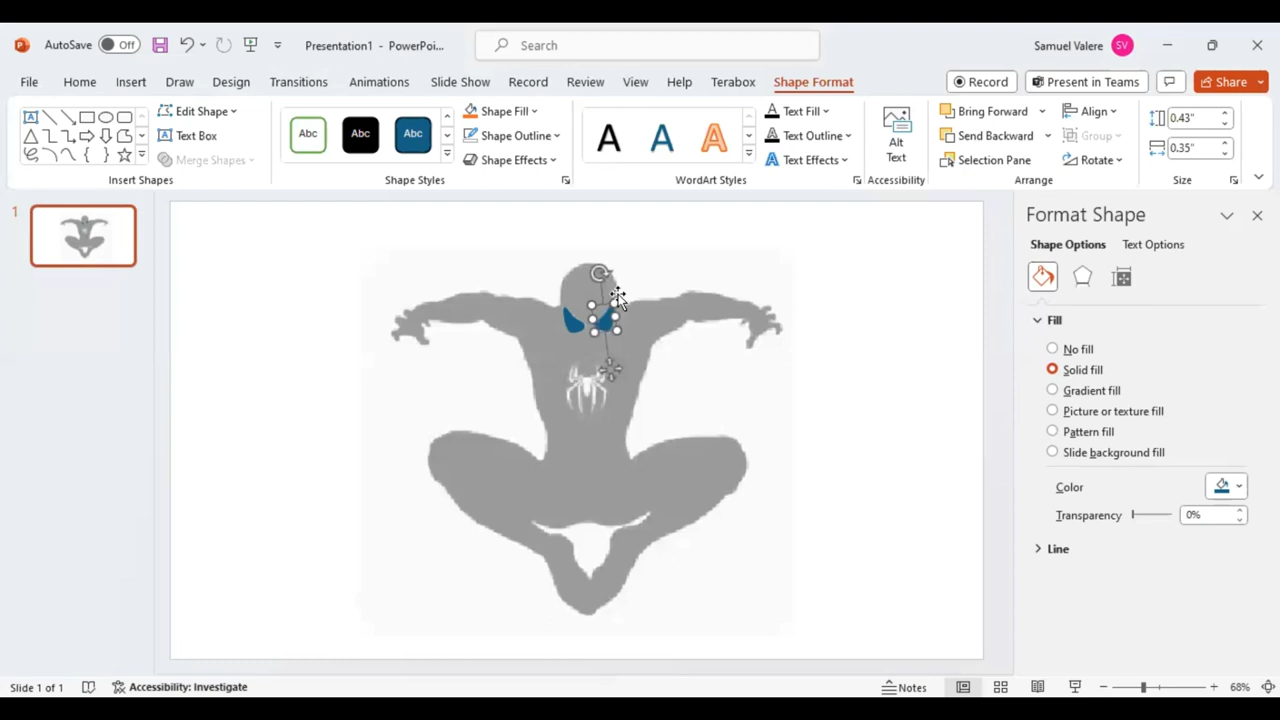 AutoSave Off Presentation1 - PowerPoi... Search Samuel Valere SV
File Home Insert Draw Design Transitions Animations Slide Show Record Review View Help Terabox Shape Format Record Present in Teams Share
Edit Shape Abc Abc Abc Shape Fill A A A Text Fill Bring Forward Align 0.43"
Text Box Shape Outline Text Outline Alt Text Send Backward Group 0.35"
Merge Shapes Shape Effects Text Effects Selection Pane Rotate
Insert Shapes Shape Styles WordArt Styles Accessibility Arrange Size
1
Format Shape
Shape Options Text Options
Fill
No fill
Solid fill
Gradient fill
Picture or texture fill
Pattern fill
Slide background fill
Color
Transparency 0%
Line
Slide 1 of 1 Accessibility: Investigate Notes 68%